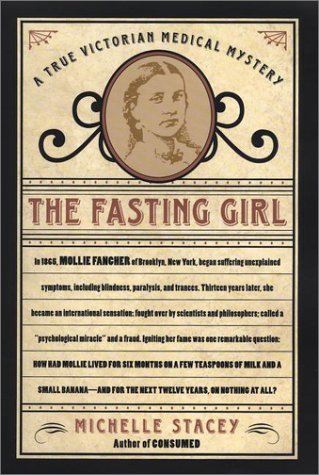 A TRUE VICTORIAN MEDICAL MYSTERY
THE FASTING GIRL
In 1866, MOLLIE FANCHER of Brooklyn, New York, began suffering unexplained
symptoms, including blindness, paralysis, and trances. Thirteen years later, she
became an international sensation: fought over by scientists and philosophers; called a
"psychological miracle" and a fraud. Igniting her fame was one remarkable question:
HOW HAD MOLLIE LIVED FOR SIX MONTHS ON A FEW TEASPOONS OF MILK AND A
SMALL BANANA—AND FOR THE NEXT TWELVE YEARS, ON NOTHING AT ALL?
MICHELLE STACEY
Author of CONSUMED